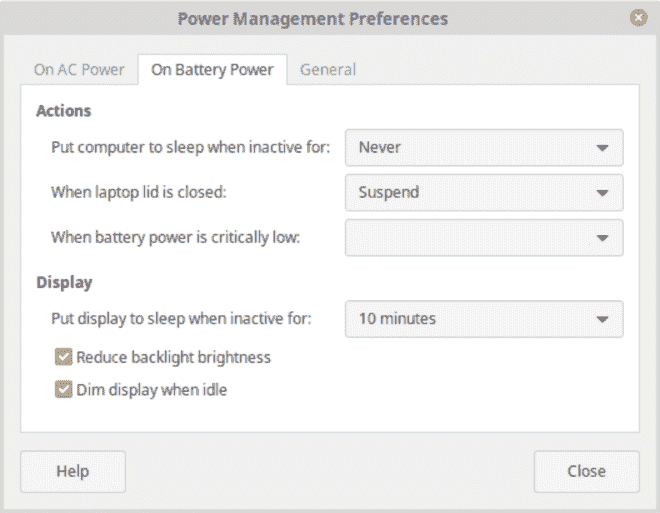 Power Management Preferences
On AC Power On Battery Power General
Actions
Put computer to sleep when inactive for: Never
When laptop lid is closed: Suspend
When battery power is critically low:
Display
Put display to sleep when inactive for: 10 minutes
Reduce backlight brightness
Dim display when idle
Help Close